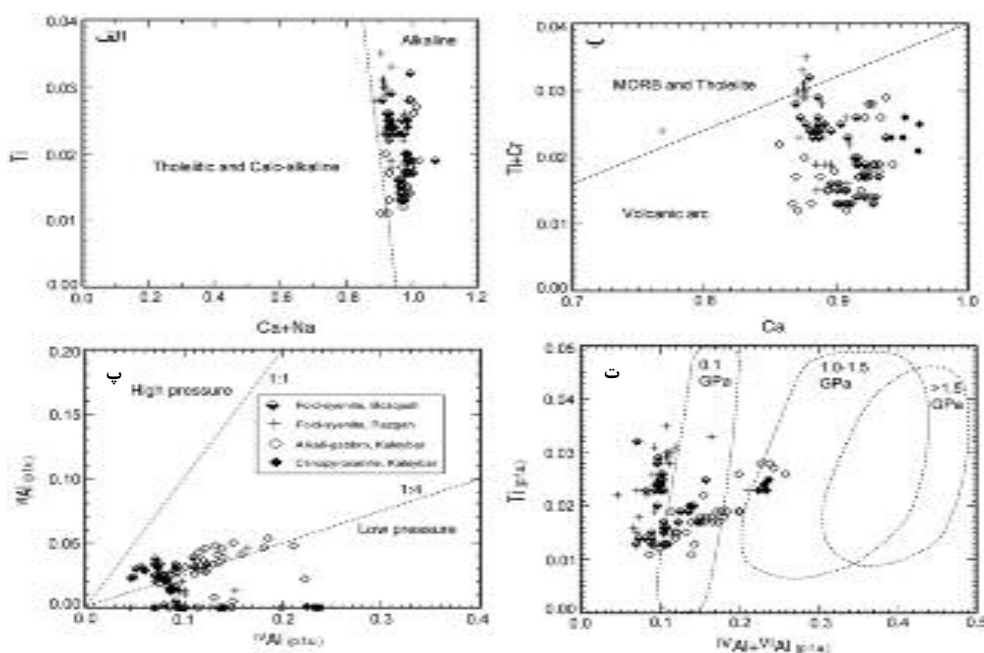 الف
Alkaline
Tholeiitic and Calc-alkaline
Ti
0.04
0.03
0.02
0.01
0.00
0.0 0.2 0.4 0.6 0.8 1.0 1.2
Ca+Na
ب
MORB and Tholeiite
Volcanic arc
Ti+Cr
0.04
0.03
0.02
0.01
0.00
0.7 0.8 0.9 1.0
Ca
پ
High pressure
1:1
Foid-syenite, Razgah
Alkali-gabbro, Kaleybar
Clinopyroxenite, Kaleybar
1:4
Low pressure
VIAl (p.f.u.)
0.20
0.15
0.10
0.05
0.00
0.0 0.1 0.2 0.3 0.4
IVAl (p.f.u.)
ت
0.1
GPa
1.0-1.5
GPa
>1.5
GPa
Ti (p.f.u.)
0.05
0.04
0.03
0.02
0.01
0.00
0.1 0.2 0.3 0.4 0.5
IVAl+VIAl (p.f.u.)